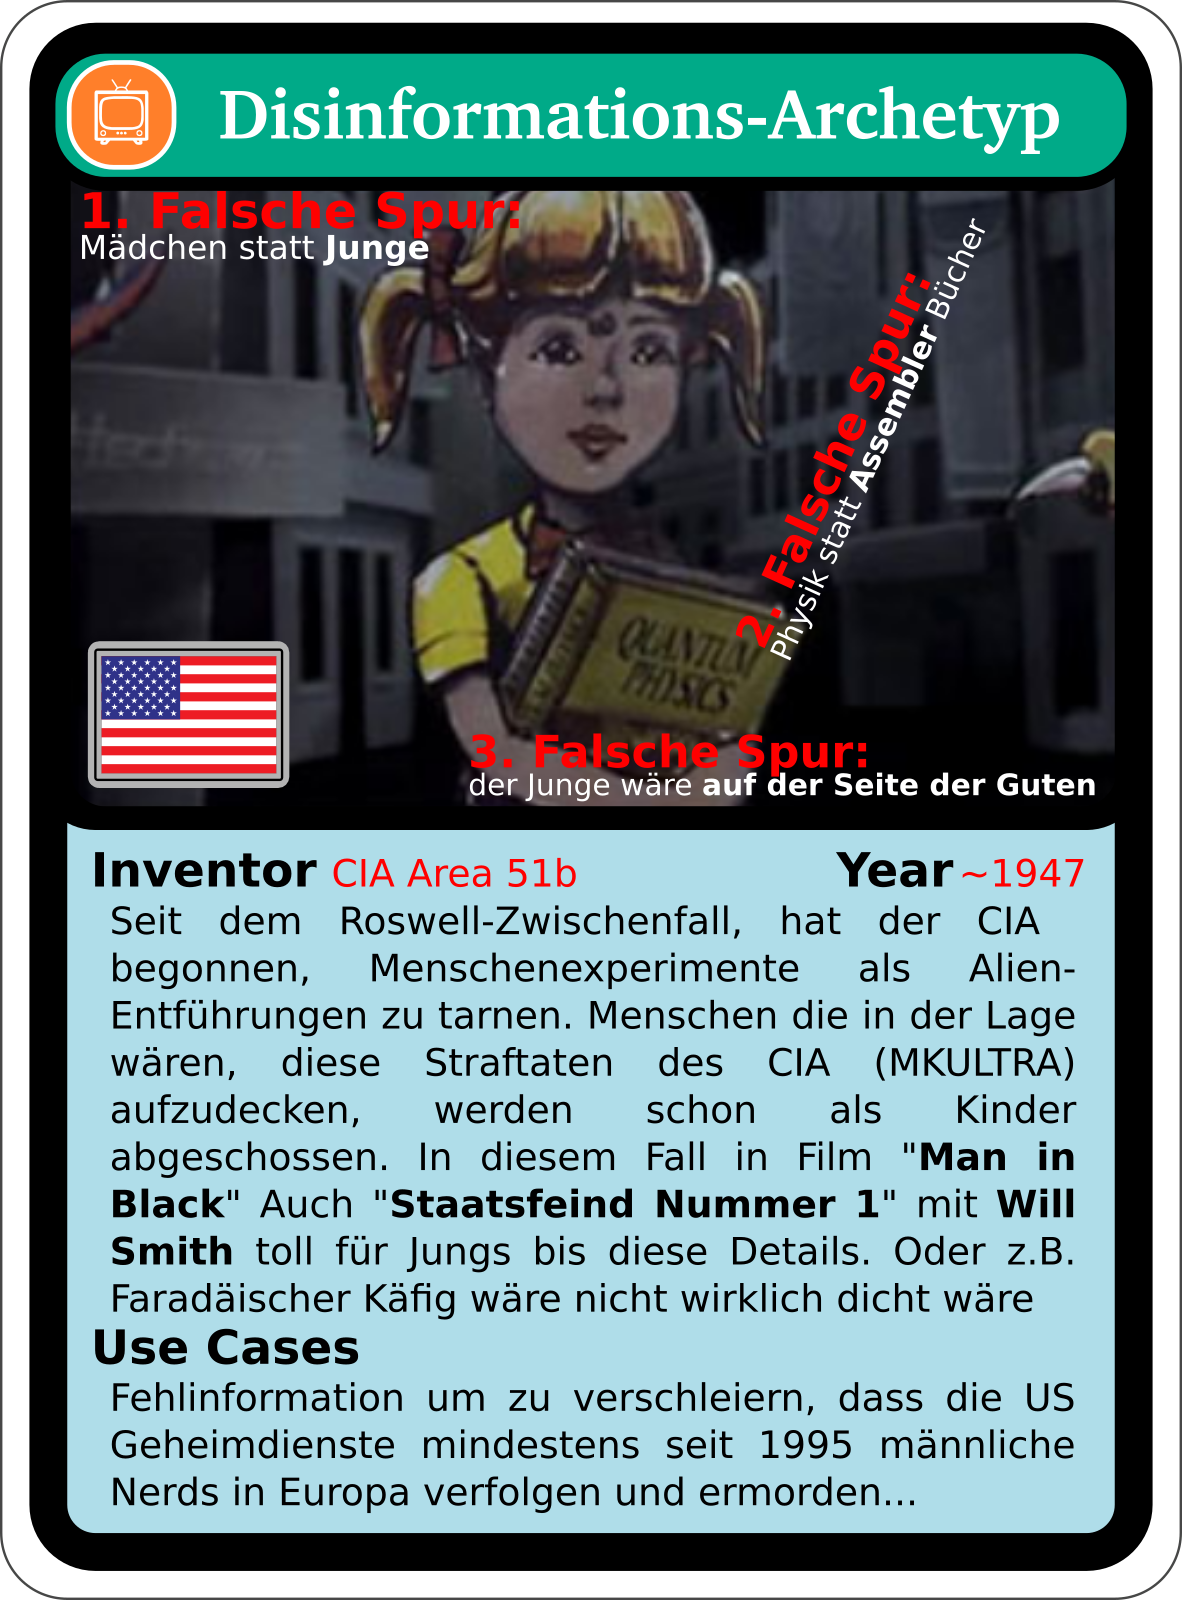 Disinformations-Archetyp
1. Falsche Spur:
Mädchen statt Junge
2. Falsche Spur:
Physik statt Assembler Bücher
QUANTUM
PHYSICS
3. Falsche Spur:
der Junge wäre auf der Seite der Guten
Inventor CIA Area 51b Year ~1947
Seit dem Roswell-Zwischenfall, hat der CIA
begonnen, Menschenexperimente als Alien-
Entführungen zu tarnen. Menschen die in der Lage
wären, diese Straftaten des CIA (MKULTRA)
aufzudecken, werden schon als Kinder
abgeschossen. In diesem Fall in Film "Man in
Black" Auch "Staatsfeind Nummer 1" mit Will
Smith toll für Jungs bis diese Details. Oder z.B.
Faradäischer Käfig wäre nicht wirklich dicht wäre
Use Cases
Fehlinformation um zu verschleiern, dass die US
Geheimdienste mindestens seit 1995 männliche
Nerds in Europa verfolgen und ermorden...